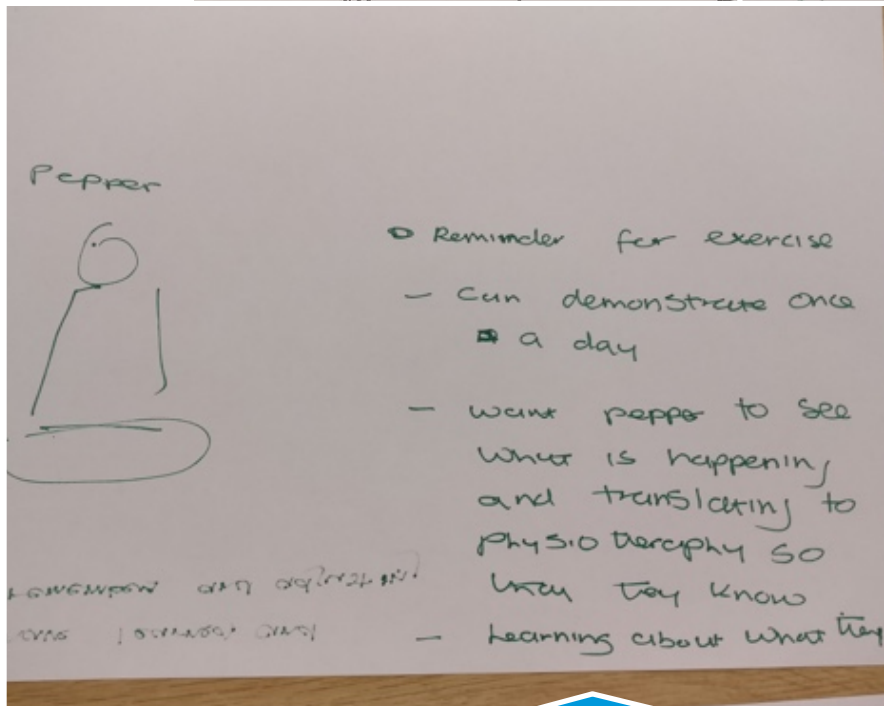 Pepper
Reminder for exercise
- Can demonstrate once
a day
- want pepper to see
what is happening
and translating to
physio theraphy so
they know
- Learning about what they